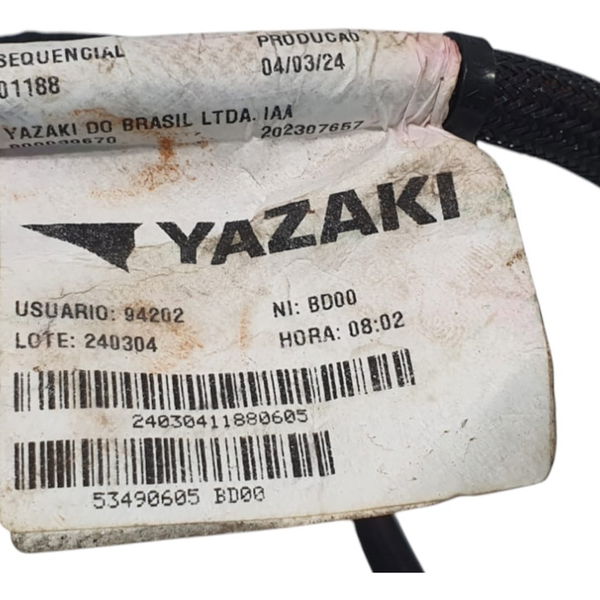 SEQUENCIAL PRODUCAO
01188 04/03/24
YAZAKI DO BRASIL LTDA. IAA
202307657
YAZAKI
USUARIO: 94202 NI: BD00
LOTE: 240304 HORA: 08:02
24030411880605
53490605 BD00